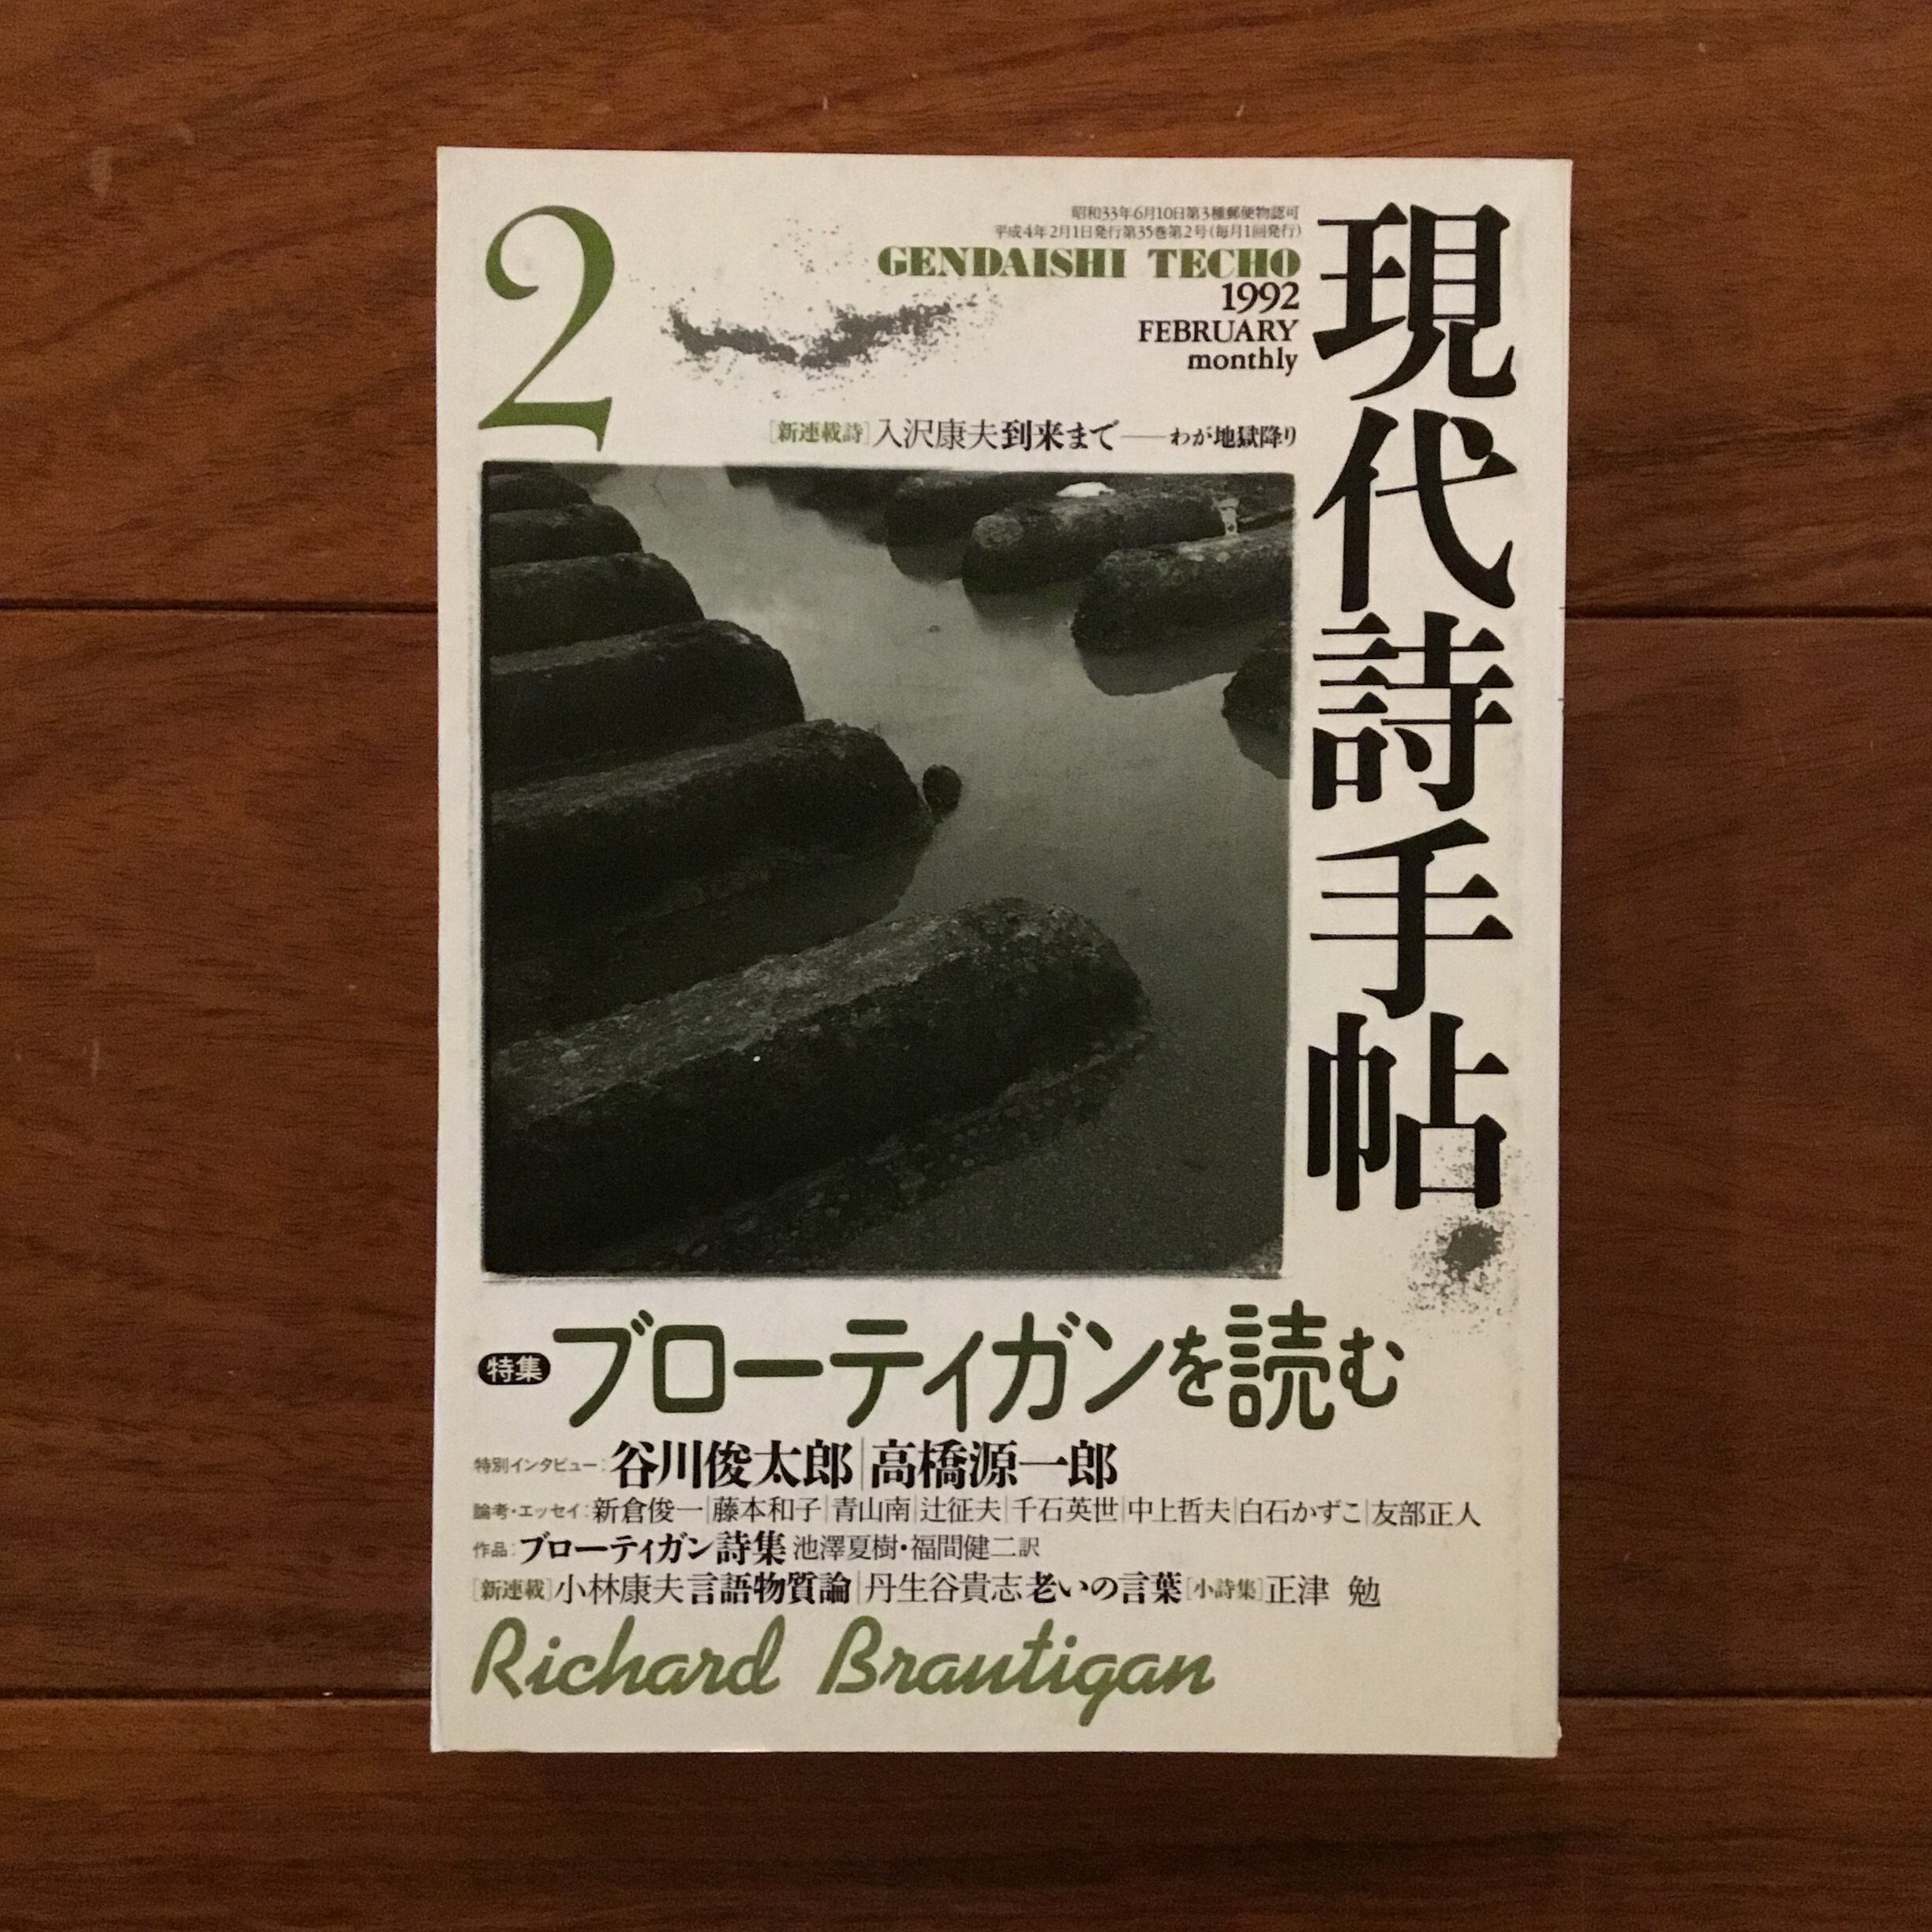 現代詩手帖
2
昭和33年6月10日第3種郵便物認可
平成4年2月1日発行第35巻第2号(毎月1回発行)
GENDAISHI TECHO
1992
FEBRUARY
monthly
[新連載詩]入沢康夫到来まで——わが地獄降り
特集 ブローティガンを読む
特別インタビュー:谷川俊太郎|高橋源一郎
論考・エッセイ:新倉俊一|藤本和子|青山南|辻征夫|千石英世|中上哲夫|白石かずこ|友部正人
作品:ブローティガン詩集 池澤夏樹・福間健二訳
[新連載]小林康夫言語物質論|丹生谷貴志老いの言葉[小詩集]正津 勉
Richard Brautigan